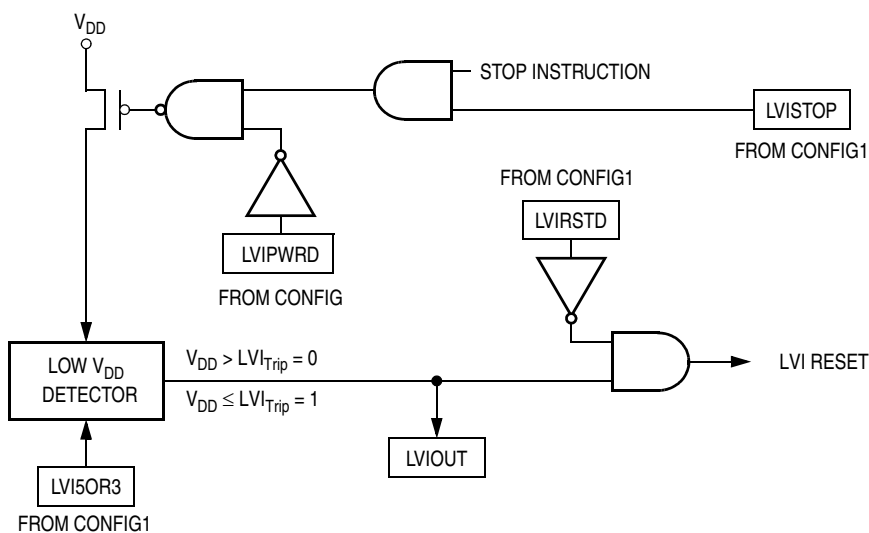 VDD
STOP INSTRUCTION
LVISTOP
FROM CONFIG1
FROM CONFIG1
LVIRSTD
LVIPWRD
FROM CONFIG
LOW VDD
DETECTOR
VDD > LVITrip = 0
VDD ≤ LVITrip = 1
LVI RESET
LVIOUT
LVI5OR3
FROM CONFIG1